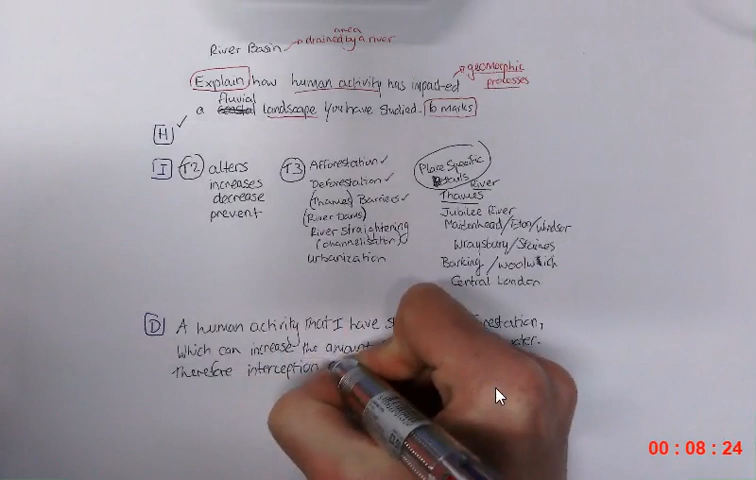 area
River Basin → drained by a river
Explain how human activity has impacted
geomorphic
processes
fluvial
a coastal landscape you have studied. 6 marks
H ✓
I T2 alters
increases
decrease
prevent
T3 Afforestation ✓
Deforestation ✓
(Thames) Barriers ✓
(River Dams)
River straightening
(channelisation)
urbanization
Place Specific
Details
River
Thames
Jubilee River
Maidenhead/Eton/Windsor
Wraysbury/Staines
Barking/Woolwich
Central London
D A human activity that I have
which can increase the amount
Therefore interception
00 : 08 : 24